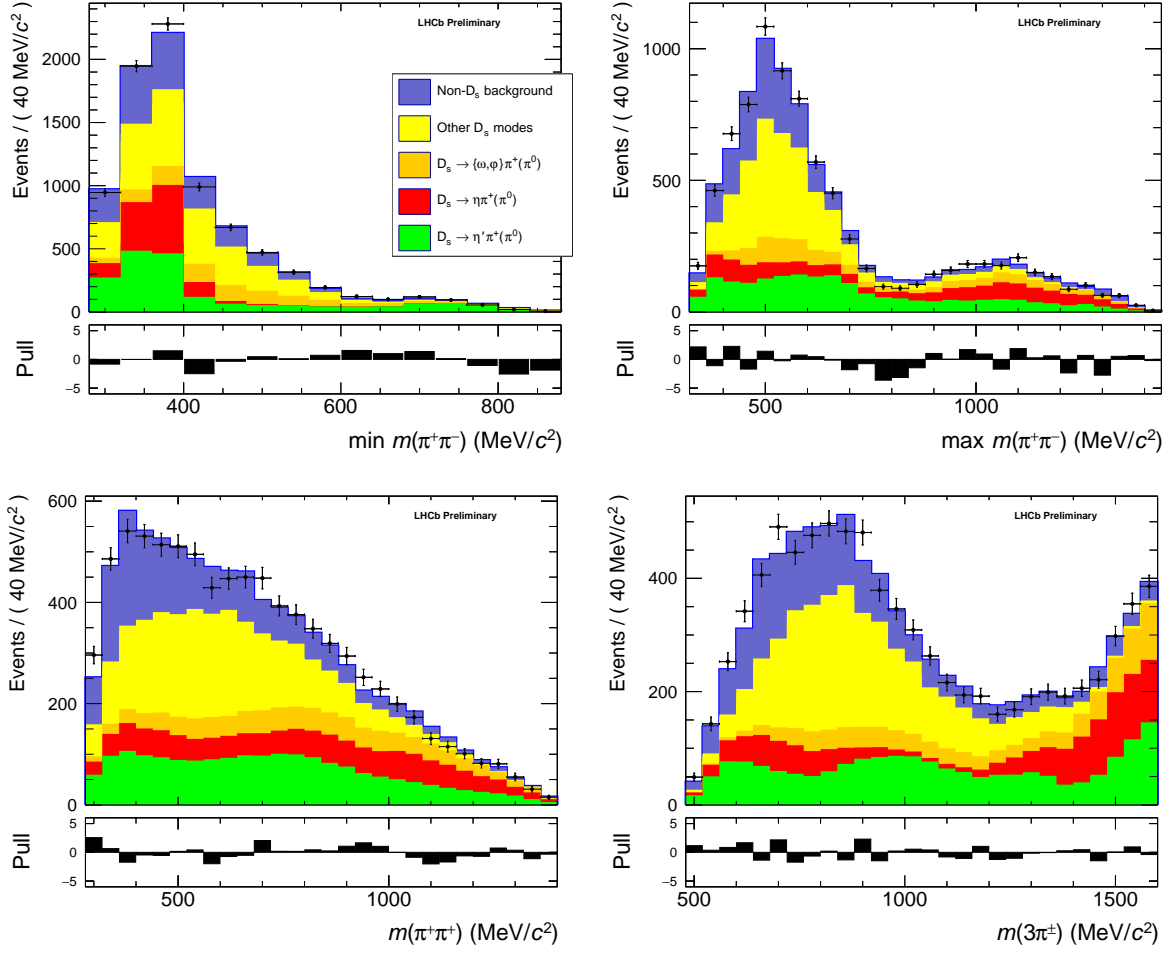 LHCb Preliminary
Events / ( 40 MeV/c² )
2000
1500
1000
500
0
Non-Dₛ background
Other Dₛ modes
Dₛ → {ω,φ}π⁺(π⁰)
Dₛ → ηπ⁺(π⁰)
Dₛ → η′π⁺(π⁰)
Pull
5
0
−5
400 600 800
min m(π⁺π⁻) (MeV/c²)
LHCb Preliminary
Events / ( 40 MeV/c² )
1000
500
0
Pull
5
0
−5
500 1000
max m(π⁺π⁻) (MeV/c²)
LHCb Preliminary
Events / ( 40 MeV/c² )
600
400
200
0
Pull
5
0
−5
500 1000
m(π⁺π⁺) (MeV/c²)
LHCb Preliminary
Events / ( 40 MeV/c² )
400
200
0
Pull
5
0
−5
500 1000 1500
m(3π±) (MeV/c²)